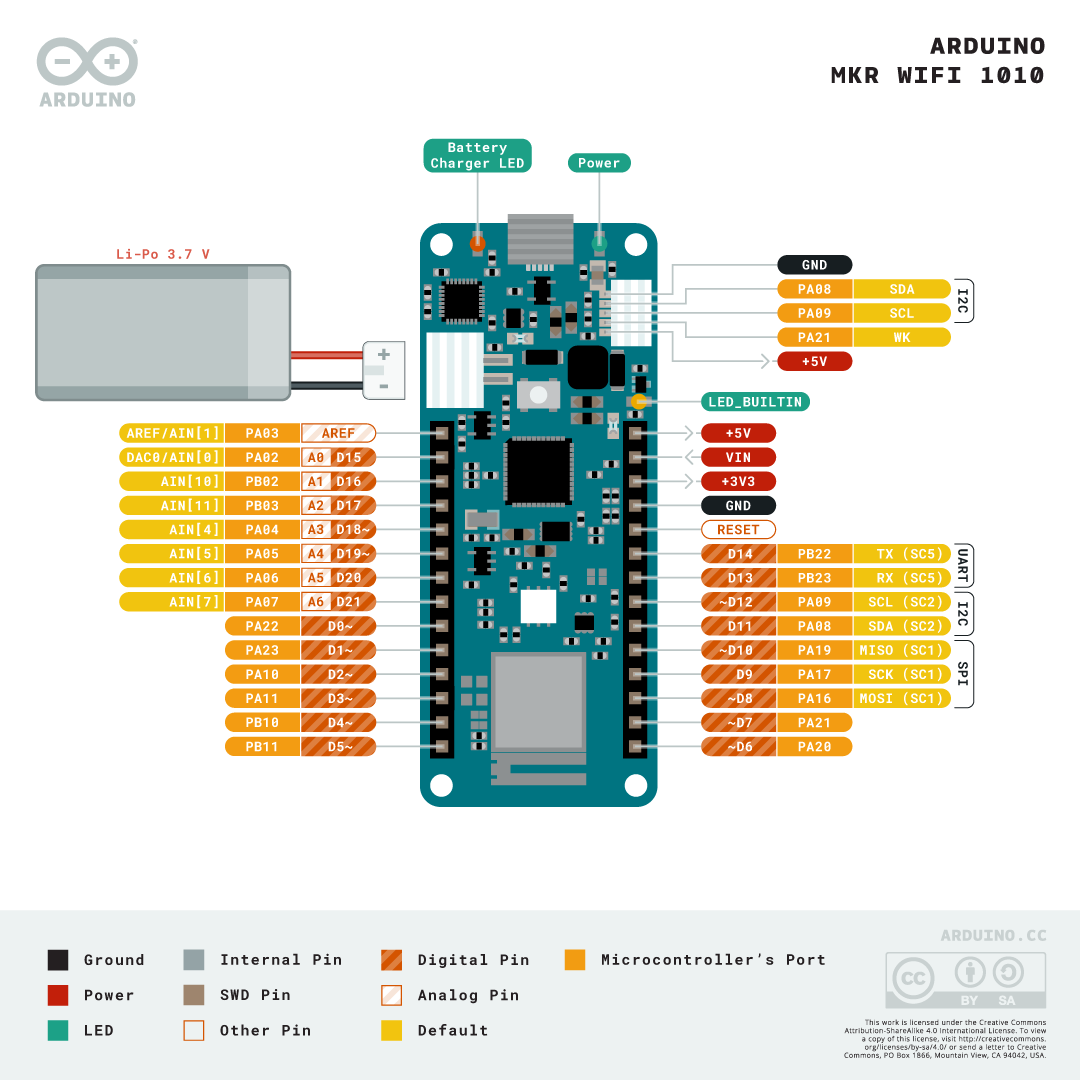 ARDUINO
ARDUINO
MKR WIFI 1010
Battery
Charger LED
Power
Li-Po 3.7 V
+
-
GND
PA08 SDA
PA09 SCL
I2C
PA21 WK
+5V
LED_BUILTIN
AREF/AIN[1] PA03 AREF
DAC0/AIN[0] PA02 A0 D15
AIN[10] PB02 A1 D16
AIN[11] PB03 A2 D17
AIN[4] PA04 A3 D18~
AIN[5] PA05 A4 D19~
AIN[6] PA06 A5 D20
AIN[7] PA07 A6 D21
PA22 D0~
PA23 D1~
PA10 D2~
PA11 D3~
PB10 D4~
PB11 D5~
+5V
VIN
+3V3
GND
RESET
D14 PB22 TX (SC5)
D13 PB23 RX (SC5)
UART
~D12 PA09 SCL (SC2)
D11 PA08 SDA (SC2)
I2C
~D10 PA19 MISO (SC1)
D9 PA17 SCK (SC1)
~D8 PA16 MOSI (SC1)
SPI
~D7 PA21
~D6 PA20
Ground
Power
LED
Internal Pin
SWD Pin
Other Pin
Digital Pin
Analog Pin
Default
Microcontroller's Port
ARDUINO.CC
cc
BY SA
This work is licensed under the Creative Commons
Attribution-ShareAlike 4.0 International License. To view
a copy of this license, visit http://creativecommons.
org/licenses/by-sa/4.0/ or send a letter to Creative
Commons, PO Box 1866, Mountain View, CA 94042, USA.